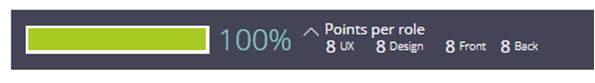 100% Points per role
8 UX 8 Design 8 Front 8 Back